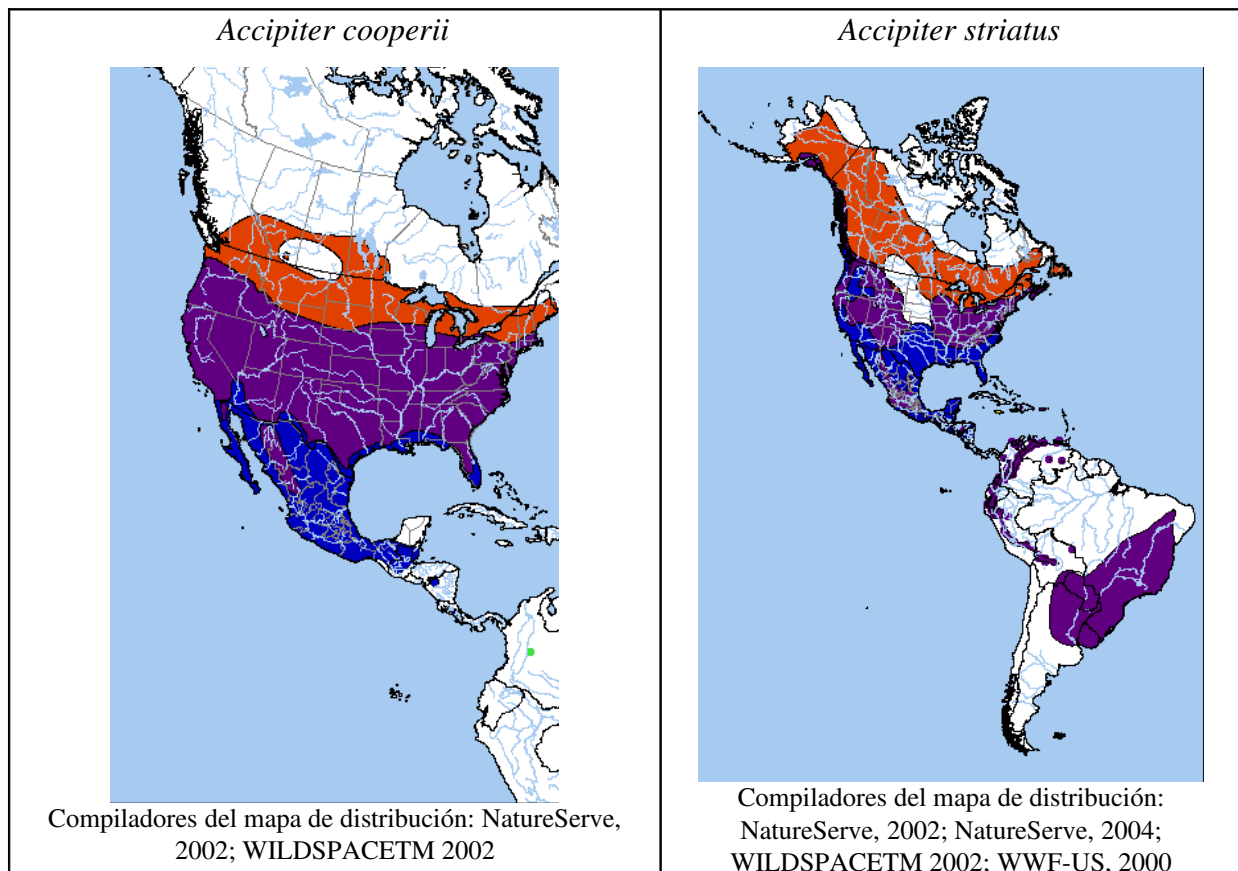 Accipiter cooperii
Compiladores del mapa de distribución: NatureServe,
2002; WILDSPACETM 2002
Accipiter striatus
Compiladores del mapa de distribución:
NatureServe, 2002; NatureServe, 2004;
WILDSPACETM 2002; WWF-US, 2000